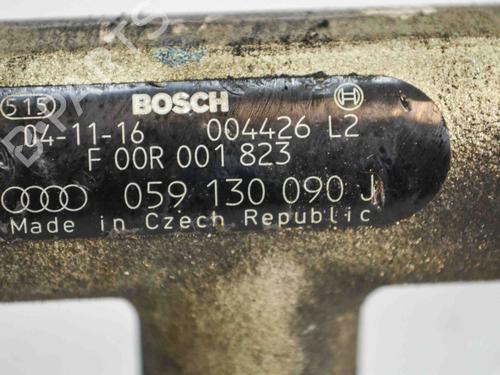 515 BOSCH
04-11-16 004426 L2
F 00R 001 823
059 130 090 J
Made in Czech Republic